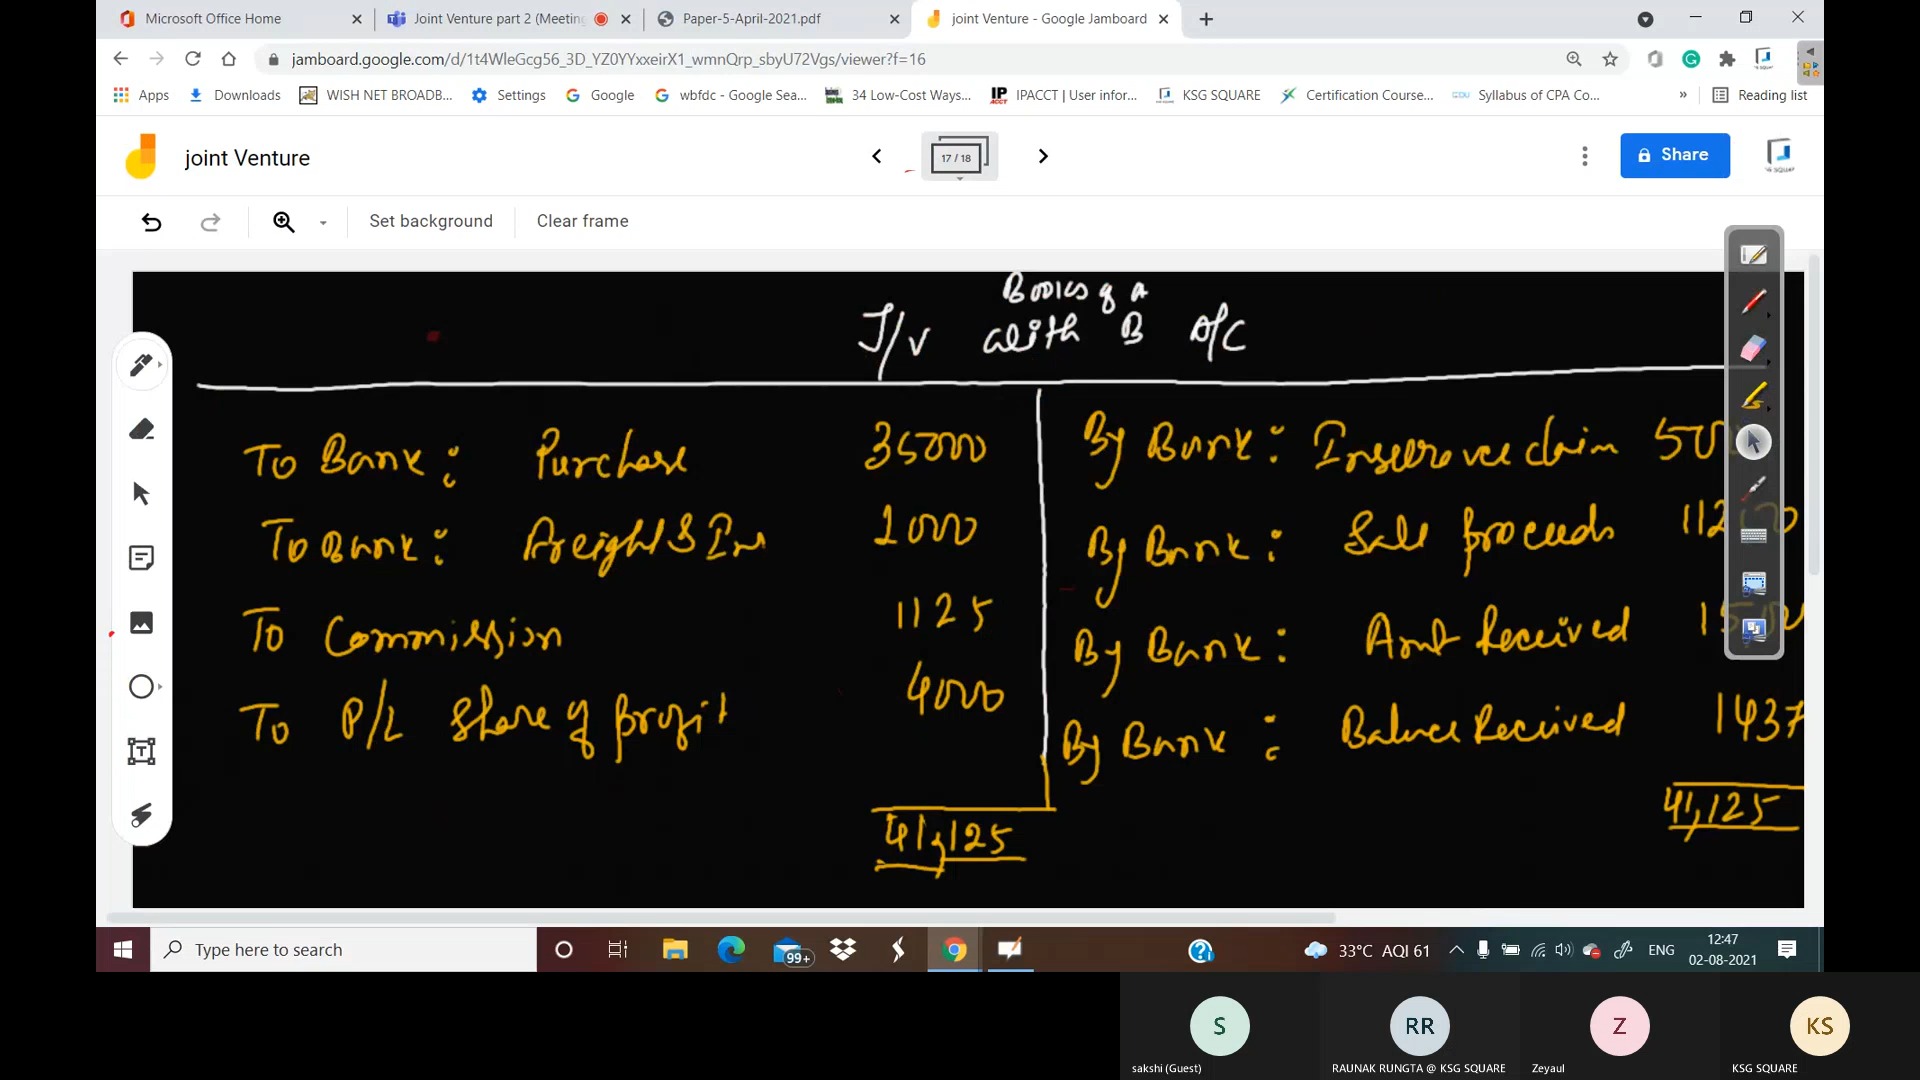 Microsoft Office Home
Joint Venture part 2 (Meetin
Paper-5-April-2021.pdf
joint Venture - Google Jamboard
jamboard.google.com/d/1t4WleGcg56_3D_YZ0YYxxeirX1_wmnQrp_sbyU72Vgs/viewer?f=16
Apps
Downloads
WISH NET BROADB...
Settings
Google
wbfdc - Google Sea...
34 Low-Cost Ways...
IPACCT | User infor...
KSG SQUARE
Certification Course...
Syllabus of CPA Co...
»
Reading list
joint Venture
17 / 18
Share
Set background
Clear frame
Books of A
J/V with B A/C
To Bank: Purchase 35000
To Bank: Freight & Ins 1000
To Commission 1125
To P/L Share of profit 4000
41,125
By Bank: Insurance claim
By Bank: Sale proceeds
By Bank: Amt Received
By Bank: Balance Received 1437
41,125
Type here to search
99+
33°C AQI 61
ENG
12:47
02-08-2021
S
RR
Z
KS
sakshi (Guest)
RAUNAK RUNGTA @ KSG SQUARE
Zeyaul
KSG SQUARE